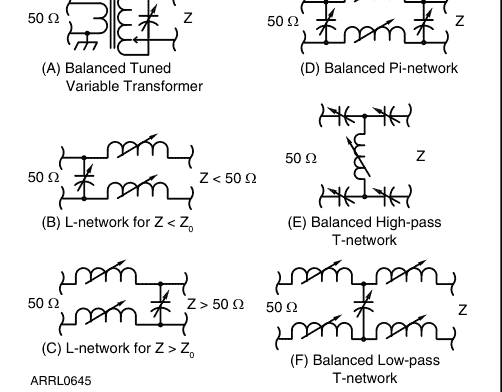 50 Ω
Z
(A) Balanced Tuned
Variable Transformer
50 Ω
Z
(D) Balanced Pi-network
50 Ω
Z < 50 Ω
(B) L-network for Z < Z0
50 Ω
Z
(E) Balanced High-pass
T-network
50 Ω
Z > 50 Ω
(C) L-network for Z > Z0
50 Ω
Z
(F) Balanced Low-pass
T-network
ARRL0645